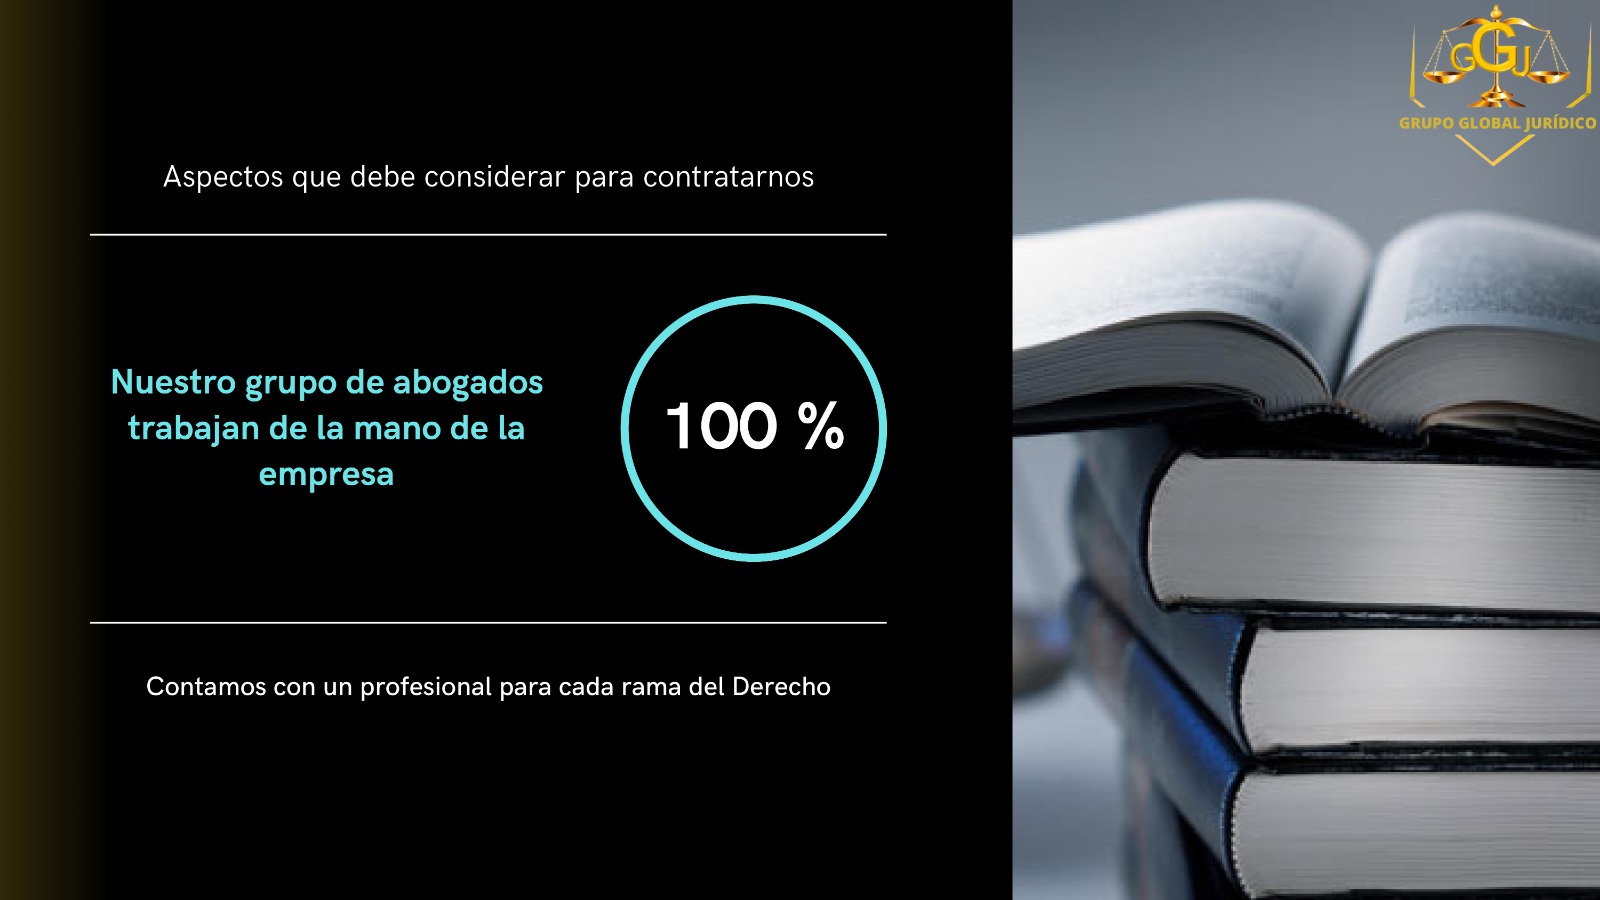 GGJ
GRUPO GLOBAL JURÍDICO
Aspectos que debe considerar para contratarnos
Nuestro grupo de abogados
trabajan de la mano de la
empresa
100 %
Contamos con un profesional para cada rama del Derecho